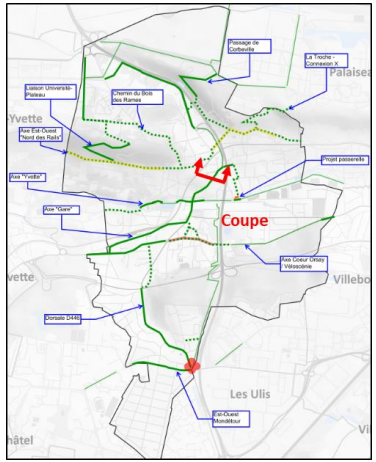 Passage de
Corbeville
La Troche -
Connexion X
Palaisea
Liaison Université-
Plateau
Chemin du Bois
des Rames
-Yvette
Axe Est-Ouest
"Nord des Rails"
Projet passerelle
Axe "Yvette"
Coupe
Axe "Gare"
Axe Coeur Orsay
/ Véloscénie
vette
Villebo
Dorsale D446
Les Ulis
Est-Ouest
Mondétour
hâtel
Vi